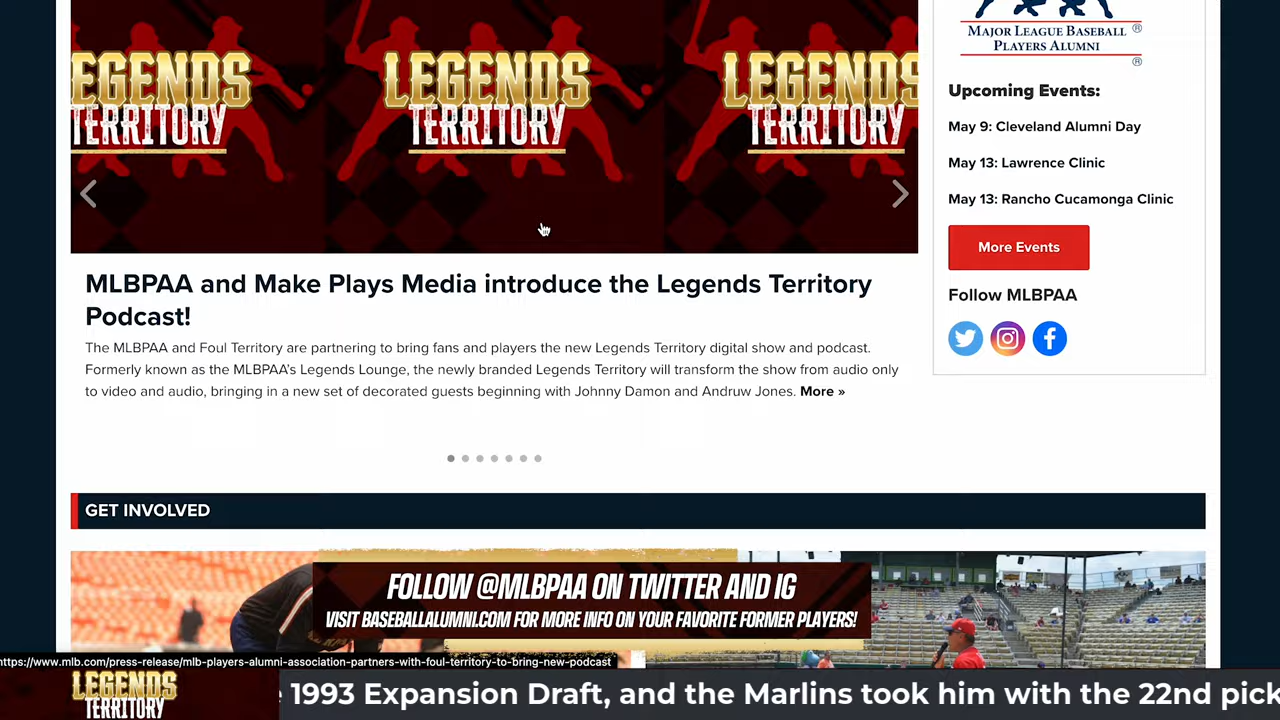 EGENDS
TERRITORY
LEGENDS
TERRITORY
LEGENDS
TERRITORY
MAJOR LEAGUE BASEBALL ®
PLAYERS ALUMNI
®
Upcoming Events:
May 9: Cleveland Alumni Day
May 13: Lawrence Clinic
May 13: Rancho Cucamonga Clinic
More Events
Follow MLBPAA
MLBPAA and Make Plays Media introduce the Legends Territory
Podcast!
The MLBPAA and Foul Territory are partnering to bring fans and players the new Legends Territory digital show and podcast.
Formerly known as the MLBPAA's Legends Lounge, the newly branded Legends Territory will transform the show from audio only
to video and audio, bringing in a new set of decorated guests beginning with Johnny Damon and Andruw Jones. More »
GET INVOLVED
FOLLOW @MLBPAA ON TWITTER AND IG
VISIT BASEBALLALUMNI.COM FOR MORE INFO ON YOUR FAVORITE FORMER PLAYERS!
https://www.mlb.com/press-release/mlb-players-alumni-association-partners-with-foul-territory-to-bring-new-podcast
LEGENDS
TERRITORY
1993 Expansion Draft, and the Marlins took him with the 22nd pick